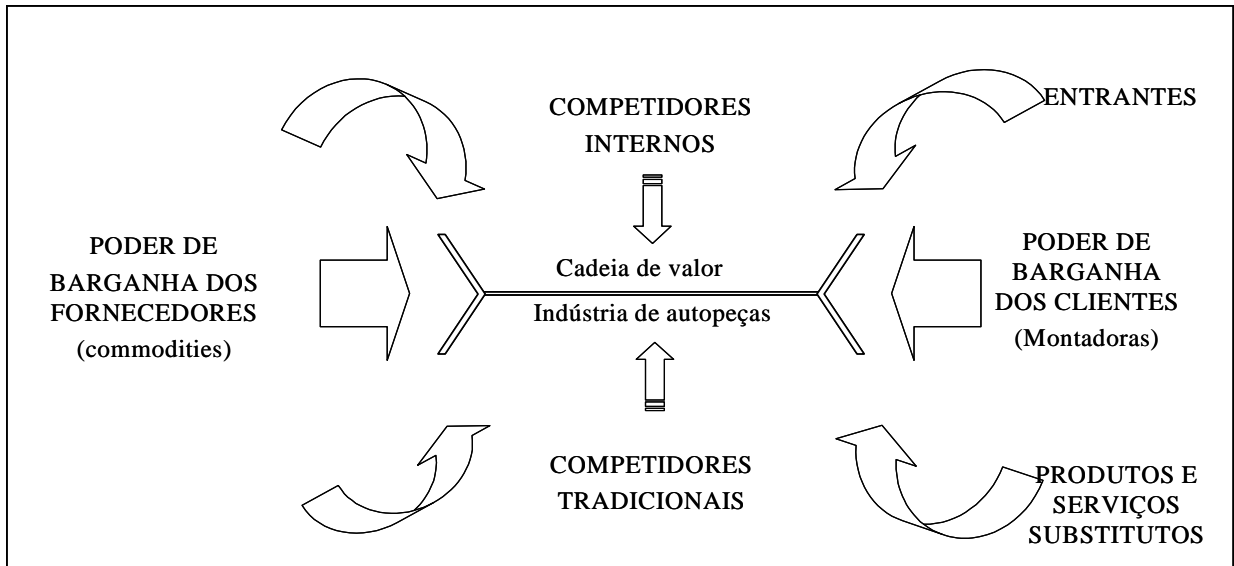 COMPETIDORES
INTERNOS
ENTRANTES
PODER DE
BARGANHA DOS
FORNECEDORES
(commodities)
Cadeia de valor
Indústria de autopeças
PODER DE
BARGANHA
DOS CLIENTES
(Montadoras)
COMPETIDORES
TRADICIONAIS
PRODUTOS E
SERVIÇOS
SUBSTITUTOS